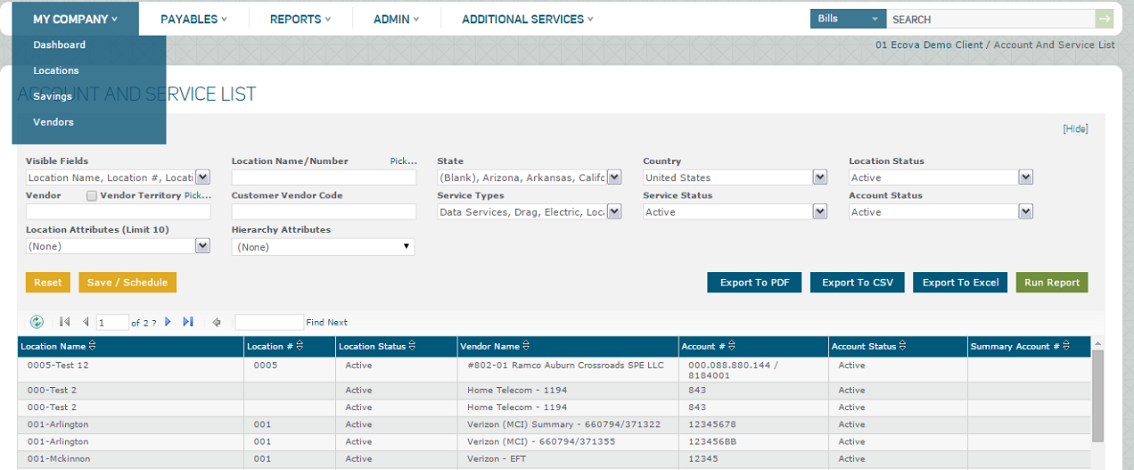 MY COMPANY PAYABLES REPORTS ADMIN ADDITIONAL SERVICES Bills SEARCH
Dashboard
01 Ecova Demo Client / Account And Service List
Locations
ACCOUNT AND SERVICE LIST
Savings
Vendors
[Hide]
Visible Fields Location Name/Number Pick... State Country Location Status
Location Name, Location #, Locati (Blank), Arizona, Arkansas, Califc United States Active
Vendor Vendor Territory Pick... Customer Vendor Code Service Types Service Status Account Status
Data Services, Drag, Electric, Loca Active Active
Location Attributes (Limit 10) Hierarchy Attributes
(None) (None)
Reset Save / Schedule Export To PDF Export To CSV Export To Excel Run Report
1 of 2 ? Find Next
Location Name Location # Location Status Vendor Name Account # Account Status Summary Account #
0005-Test 12 0005 Active #802-01 Ramco Auburn Crossroads SPE LLC 000.088.880.144 / Active
8184001
000-Test 2 Active Home Telecom - 1194 843 Active
000-Test 2 Active Home Telecom - 1194 843 Active
001-Arlington 001 Active Verizon (MCI) Summary - 660794/371322 12345678 Active
001-Arlington 001 Active Verizon (MCI) - 660794/371355 123456BB Active
001-Mckinnon 001 Active Verizon - EFT 12345 Active